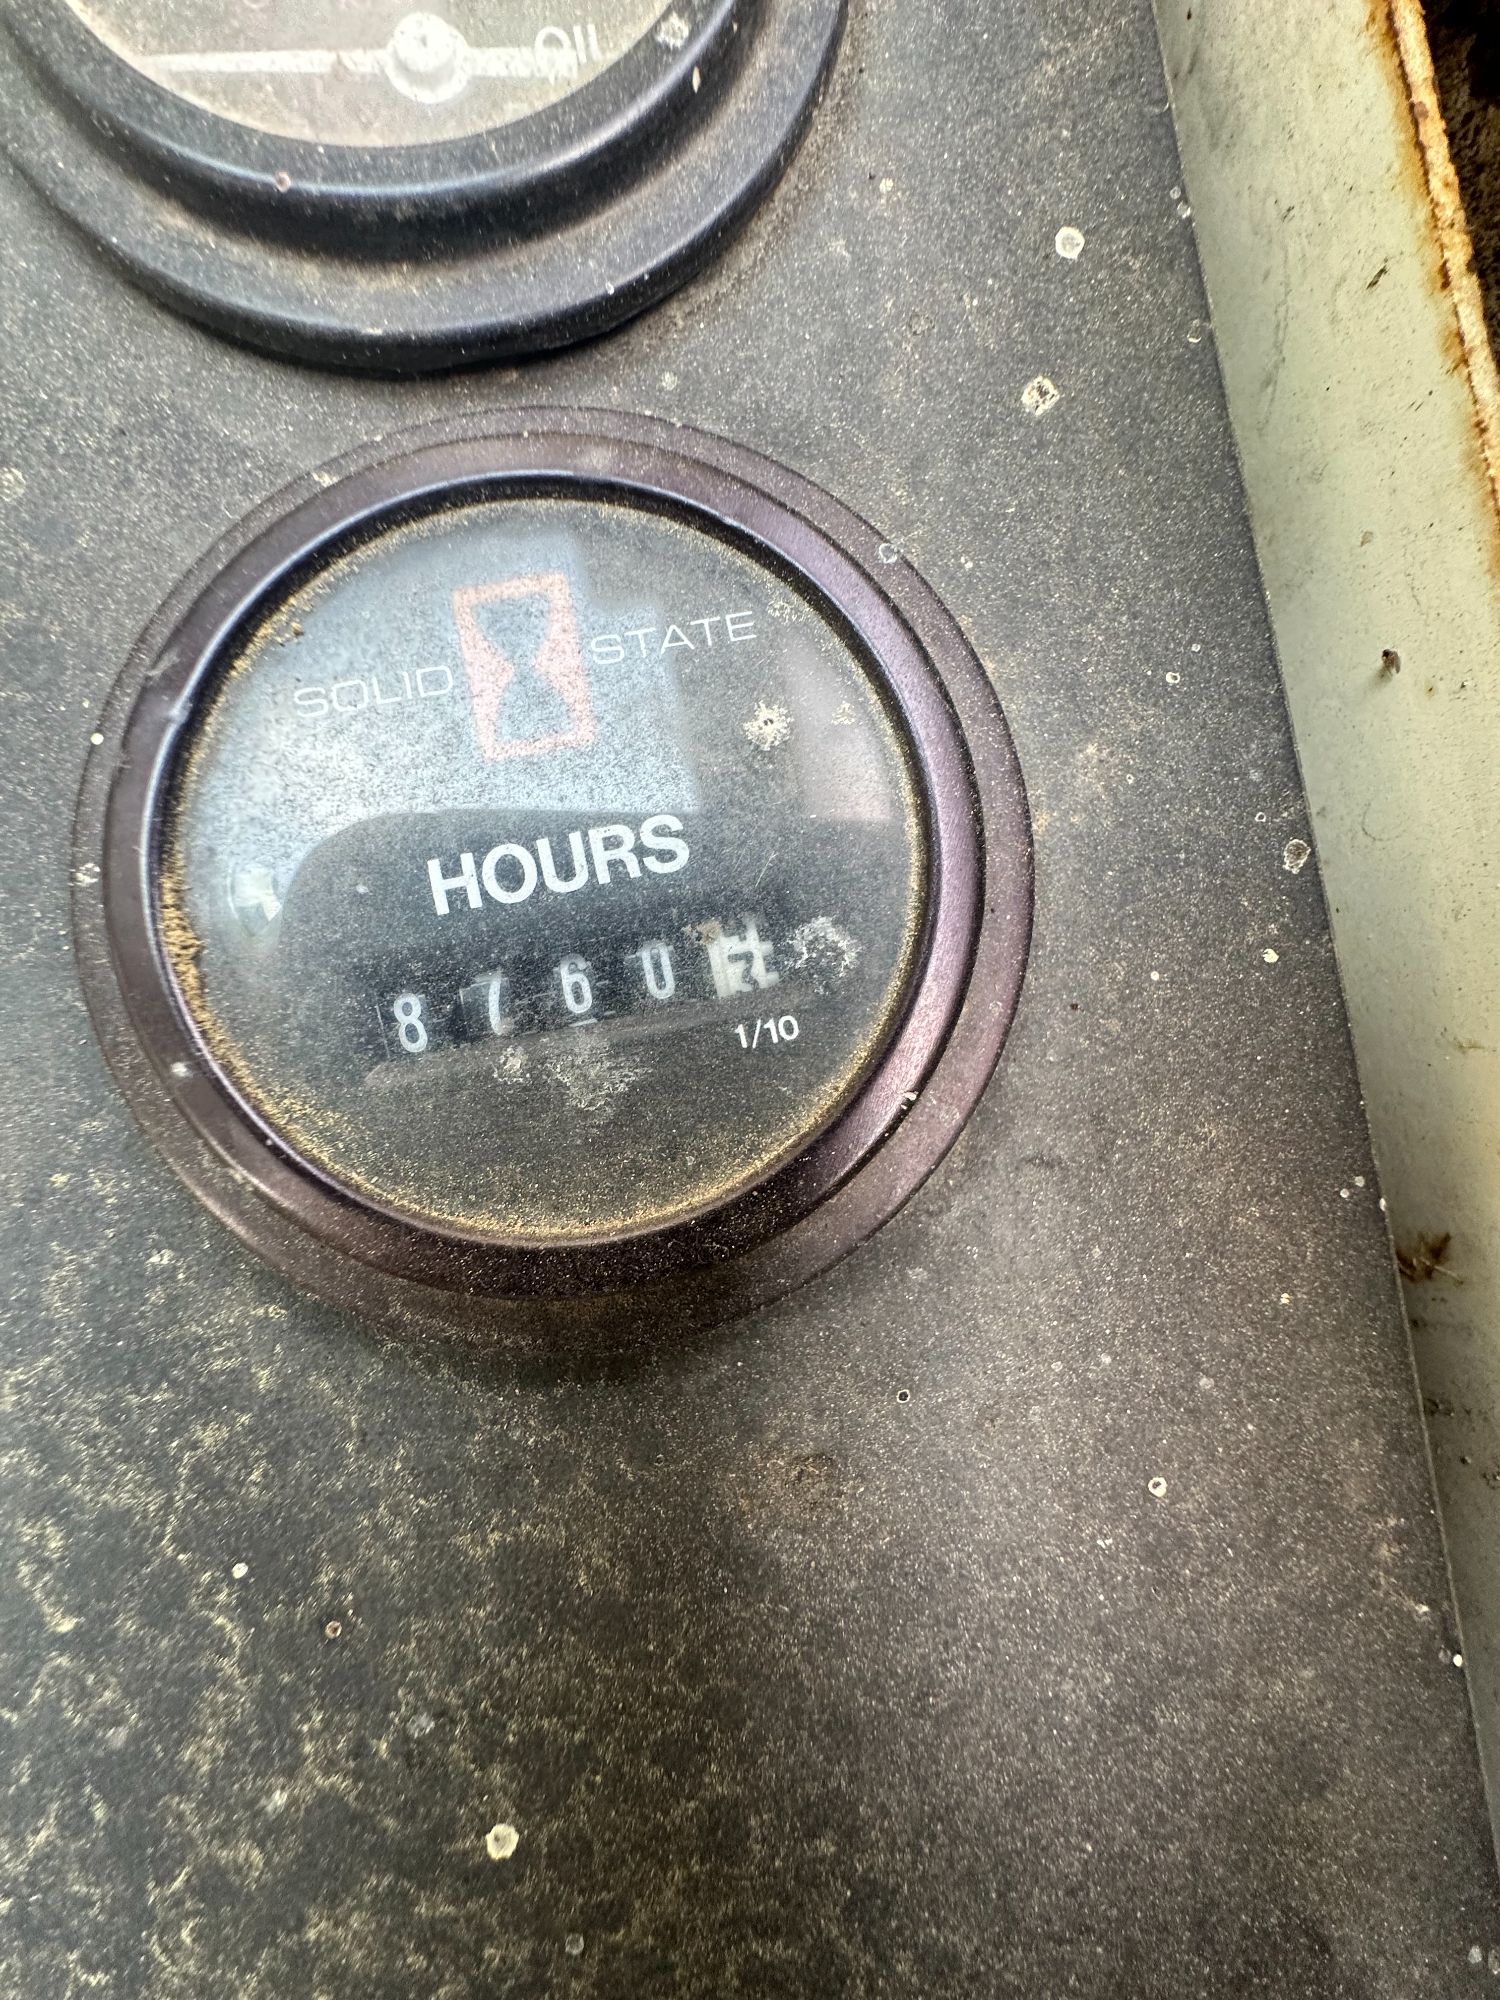 OIL
SOLID STATE
HOURS
8760
1/10